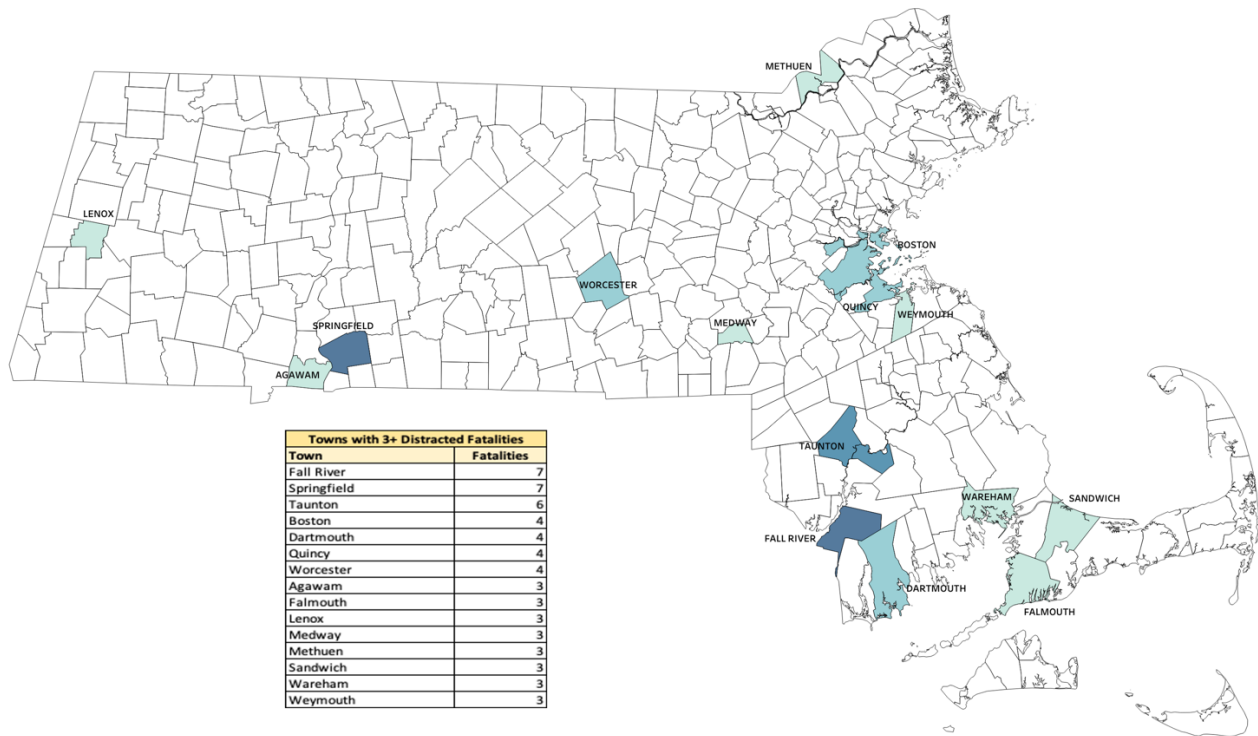 METHUEN
LENOX
BOSTON
WORCESTER
QUINCY
WEYMOUTH
MEDWAY
SPRINGFIELD
AGAWAM
TAUNTON
WAREHAM
SANDWICH
FALL RIVER
DARTMOUTH
FALMOUTH
Towns with 3+ Distracted Fatalities
Town Fatalities
Fall River 7
Springfield 7
Taunton 6
Boston 4
Dartmouth 4
Quincy 4
Worcester 4
Agawam 3
Falmouth 3
Lenox 3
Medway 3
Methuen 3
Sandwich 3
Wareham 3
Weymouth 3